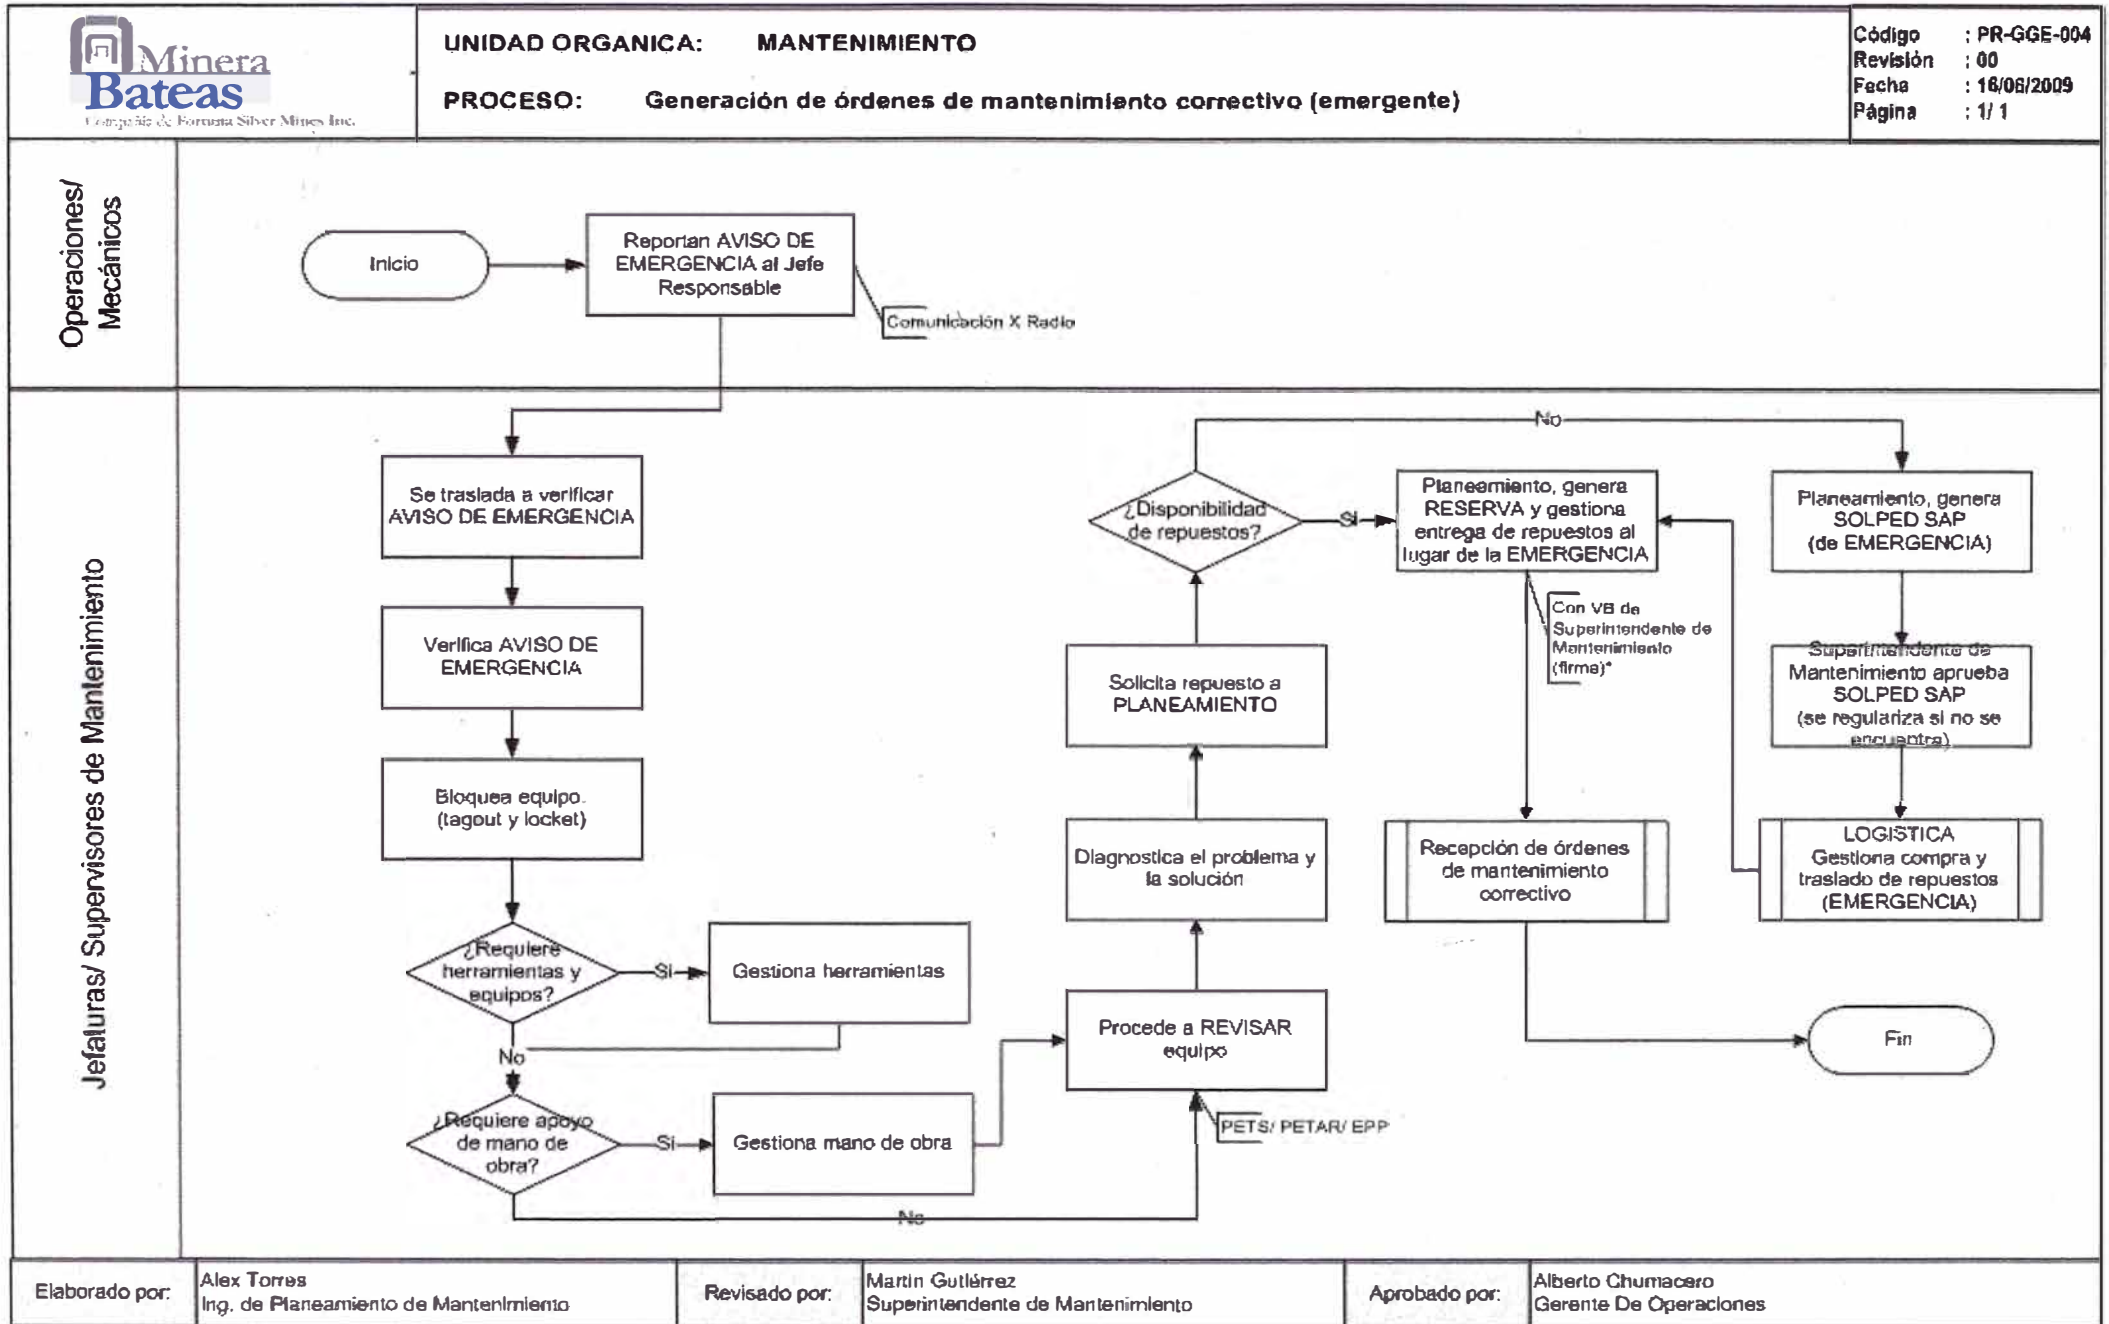 Minera
Bateas
Compañía de Fortuna Silver Mines Inc.
UNIDAD ORGANICA: MANTENIMIENTO
PROCESO: Generación de órdenes de mantenimiento correctivo (emergente)
Código : PR-GGE-004
Revisión : 00
Fecha : 16/06/2009
Página : 1/ 1
Operaciones/
Mecánicos
Inicio
Reportan AVISO DE
EMERGENCIA al Jefe
Responsable
Comunicación X Radio
Jefaturas/ Supervisores de Mantenimiento
Se traslada a verificar
AVISO DE EMERGENCIA
Verifica AVISO DE
EMERGENCIA
Bloquea equipo.
(tagout y locket)
¿Requiere
herramientas y
equipos?
Si
Gestiona herramientas
No
¿Requiere apoyo
de mano de
obra?
Si
Gestiona mano de obra
No
Procede a REVISAR
equipo
PETS/ PETAR/ EPP
Diagnostica el problema y
la solución
Solicita repuesto a
PLANEAMIENTO
¿Disponibilidad
de repuestos?
Si
No
Planeamiento, genera
RESERVA y gestiona
entrega de repuestos al
lugar de la EMERGENCIA
Con VB de
Superintendente de
Mantenimiento
(firma)*
Planeamiento, genera
SOLPED SAP
(de EMERGENCIA)
Superintendente de
Mantenimiento aprueba
SOLPED SAP
(se regulariza si no se
encuentra)
LOGISTICA
Gestiona compra y
traslado de repuestos
(EMERGENCIA)
Recepción de órdenes
de mantenimiento
correctivo
Fin
Elaborado por:
Alex Torres
Ing. de Planeamiento de Mantenimiento
Revisado por:
Martin Gutiérrez
Superintendente de Mantenimiento
Aprobado por:
Alberto Chumacero
Gerente De Operaciones